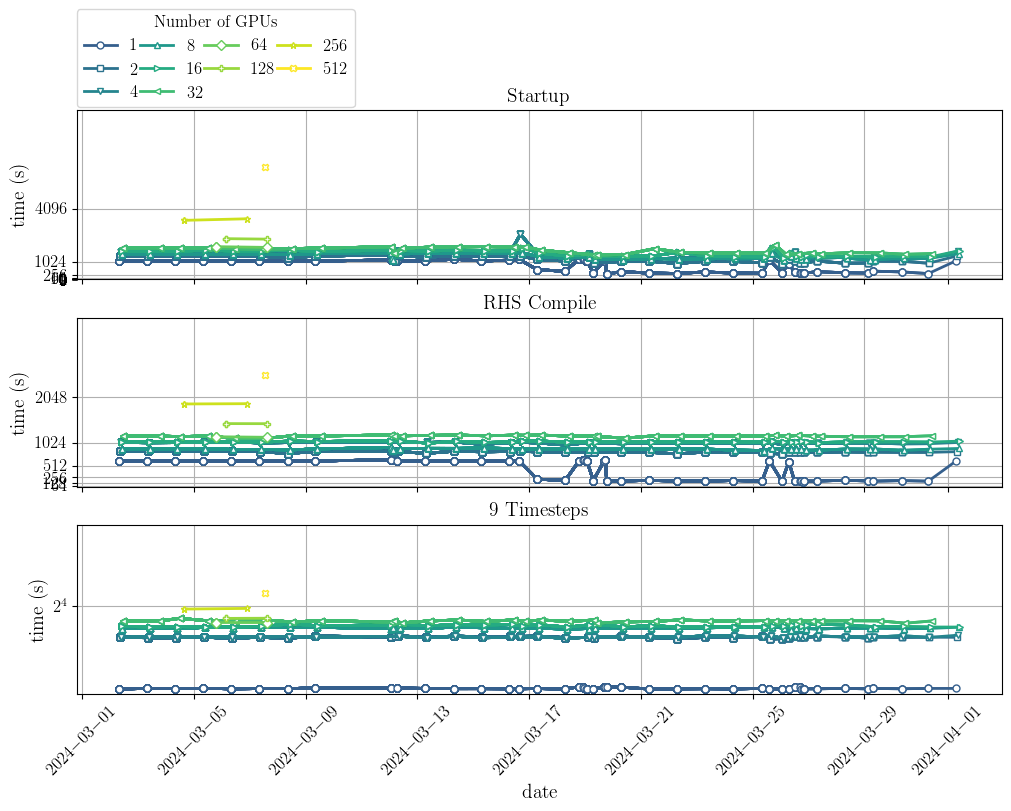 Number of GPUs
1 8 64 256
2 16 128 512
4 32
Startup
time (s)
4096
1024
256
0
RHS Compile
time (s)
2048
1024
512
256
128
64
9 Timesteps
time (s)
2^4
2024-03-01 2024-03-05 2024-03-09 2024-03-13 2024-03-17 2024-03-21 2024-03-25 2024-03-29 2024-04-01
date